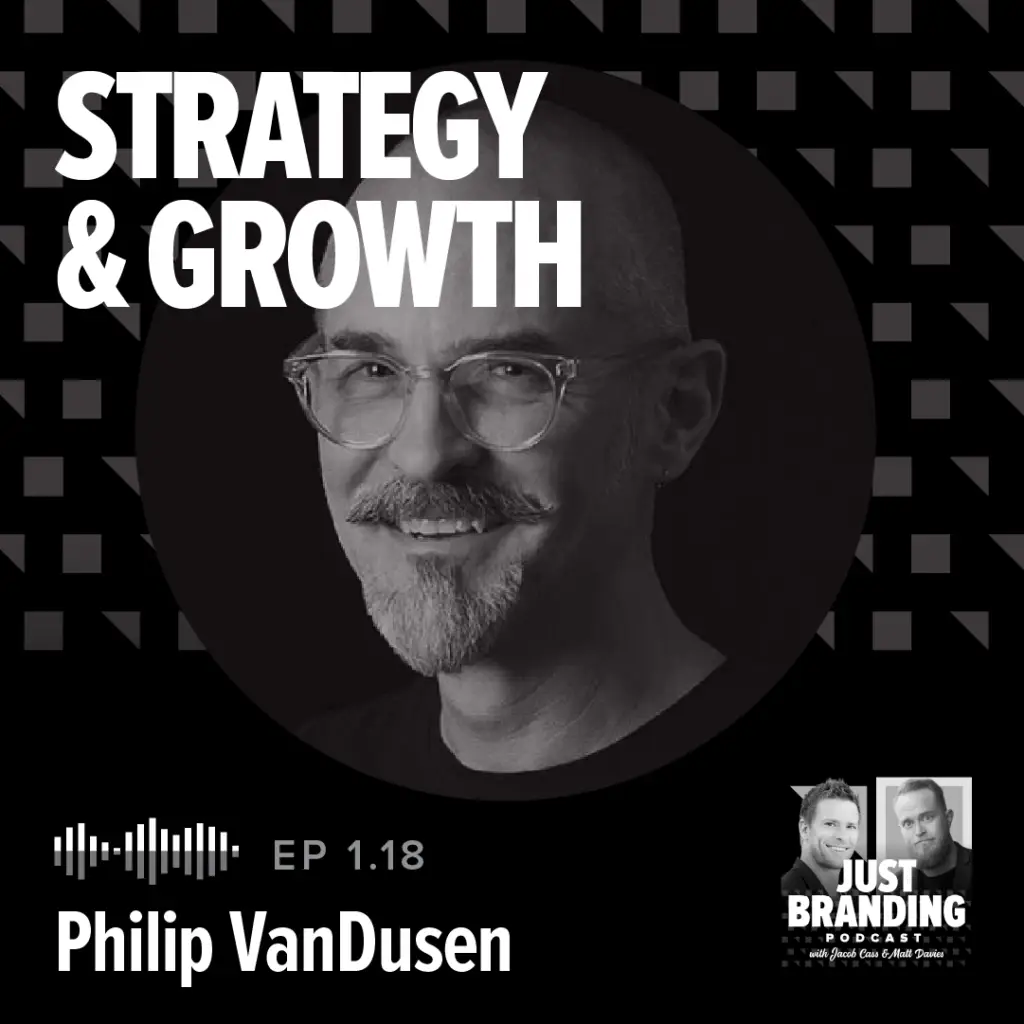 STRATEGY
& GROWTH
EP 1.18
Philip VanDusen
JUST
BRANDING
PODCAST
with Jacob Cass & Matt Davies